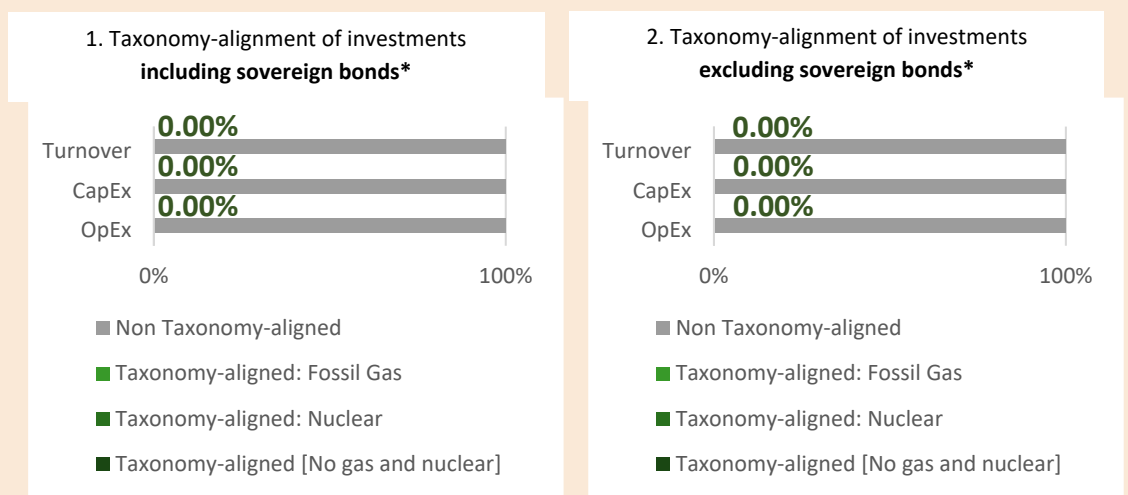 1. Taxonomy-alignment of investments
including sovereign bonds*
0.00%
Turnover
0.00%
CapEx
0.00%
OpEx
0%
100%
Non Taxonomy-aligned
Taxonomy-aligned: Fossil Gas
Taxonomy-aligned: Nuclear
Taxonomy-aligned [No gas and nuclear]
2. Taxonomy-alignment of investments
excluding sovereign bonds*
0.00%
Turnover
0.00%
CapEx
0.00%
OpEx
0%
100%
Non Taxonomy-aligned
Taxonomy-aligned: Fossil Gas
Taxonomy-aligned: Nuclear
Taxonomy-aligned [No gas and nuclear]